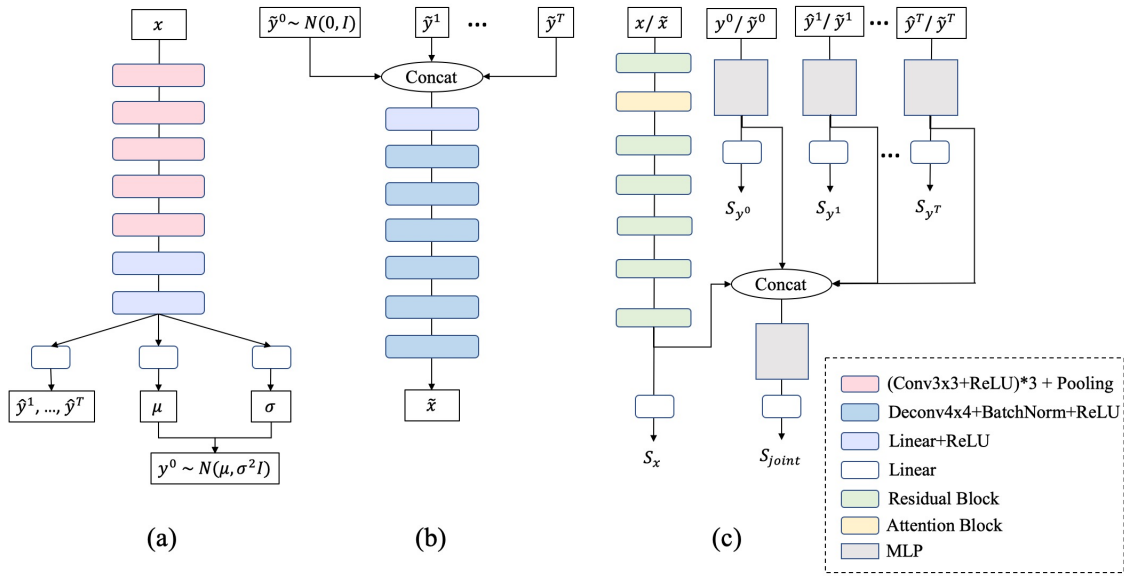 x
ŷ¹, …, ŷᵀ
μ
σ
y⁰ ~ N(μ, σ²I)
(a)
ỹ⁰~ N(0, I)
ỹ¹
...
ỹᵀ
Concat
x̃
(b)
x/ x̃
y⁰/ ỹ⁰
ŷ¹/ ỹ¹
...
ŷᵀ/ ỹᵀ
...
S_{y⁰}
S_{y¹}
S_{yᵀ}
Concat
S_x
S_{joint}
(c)
(Conv3x3+ReLU)*3 + Pooling
Deconv4x4+BatchNorm+ReLU
Linear+ReLU
Linear
Residual Block
Attention Block
MLP